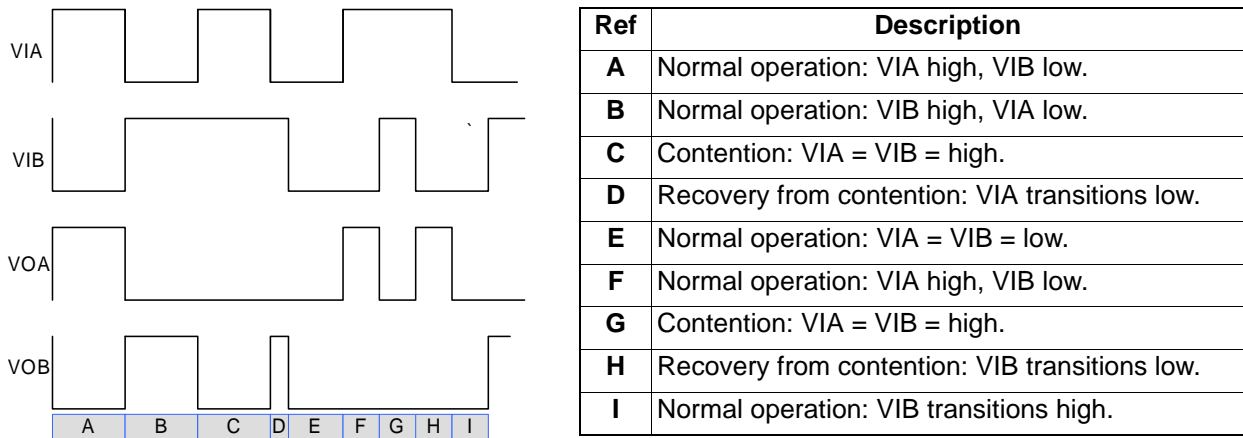 VIA
VIB
`
VOA
VOB
A B C D E F G H I
Ref Description
A Normal operation: VIA high, VIB low.
B Normal operation: VIB high, VIA low.
C Contention: VIA = VIB = high.
D Recovery from contention: VIA transitions low.
E Normal operation: VIA = VIB = low.
F Normal operation: VIA high, VIB low.
G Contention: VIA = VIB = high.
H Recovery from contention: VIB transitions low.
I Normal operation: VIB transitions high.